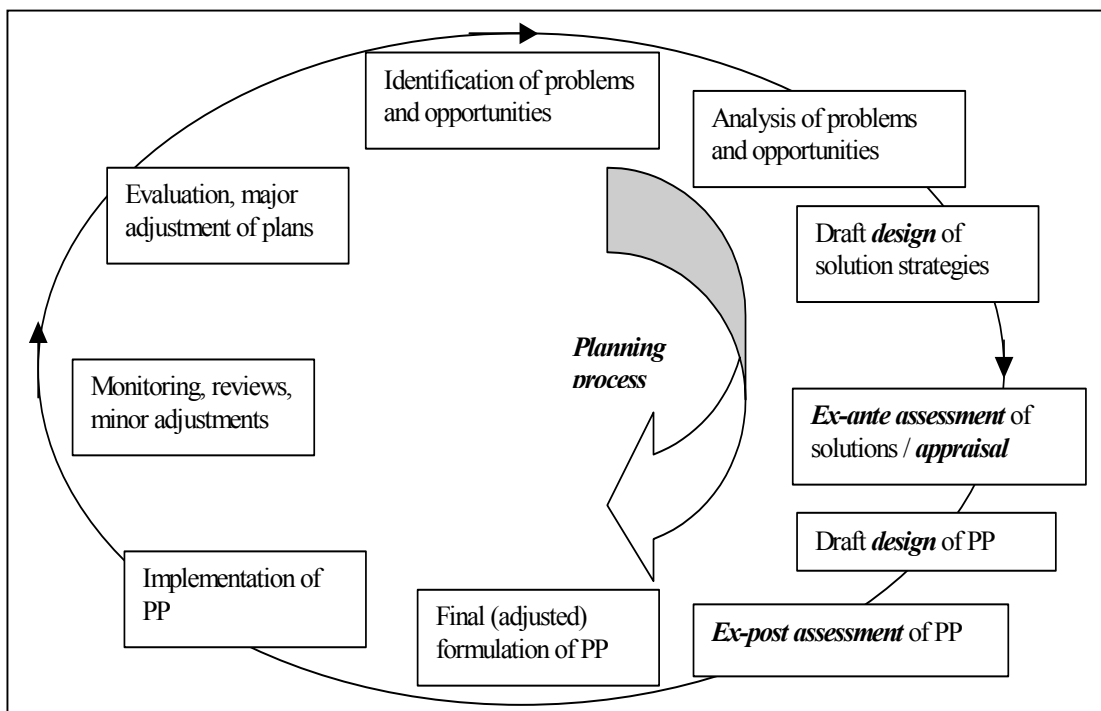 Identification of problems
and opportunities
Analysis of problems
and opportunities
Draft design of
solution strategies
Ex-ante assessment of
solutions / appraisal
Draft design of PP
Ex-post assessment of PP
Final (adjusted)
formulation of PP
Implementation of
PP
Monitoring, reviews,
minor adjustments
Evaluation, major
adjustment of plans
Planning
process